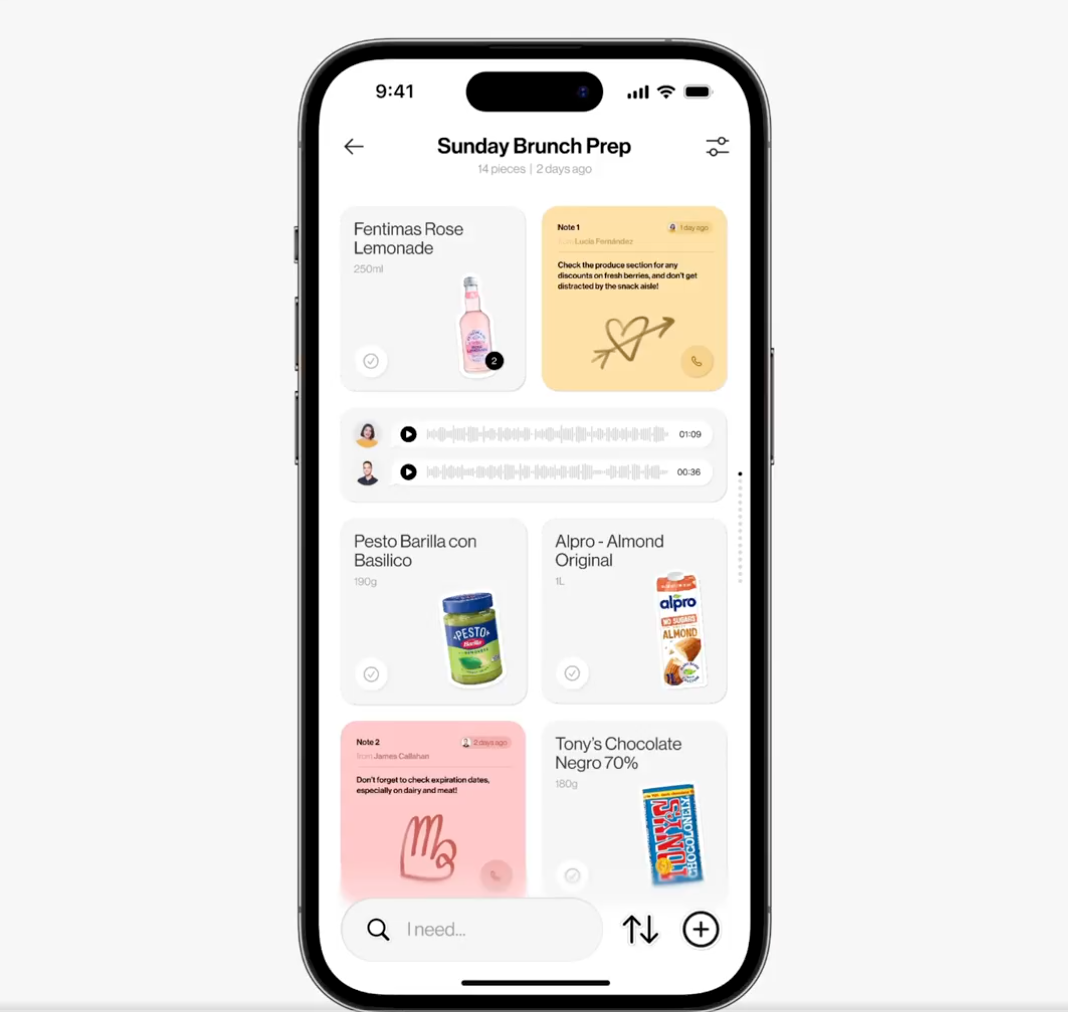 9:41
Sunday Brunch Prep
14 pieces | 2 days ago
Fentimas Rose
Lemonade
250ml
2
Note 1
1 day ago
Lucía Fernández
Check the produce section for any
discounts on fresh berries, and don't get
distracted by the snack aisle!
01:09
00:36
Pesto Barilla con
Basilico
190g
PESTO
Barilla
Alpro - Almond
Original
1L
alpro
NO SUGARS
ALMOND
Note 2
2 days ago
from James Callahan
Don't forget to check expiration dates,
especially on dairy and meat!
Tony's Chocolate
Negro 70%
180g
TONY'S
CHOCOLONELY
I need...